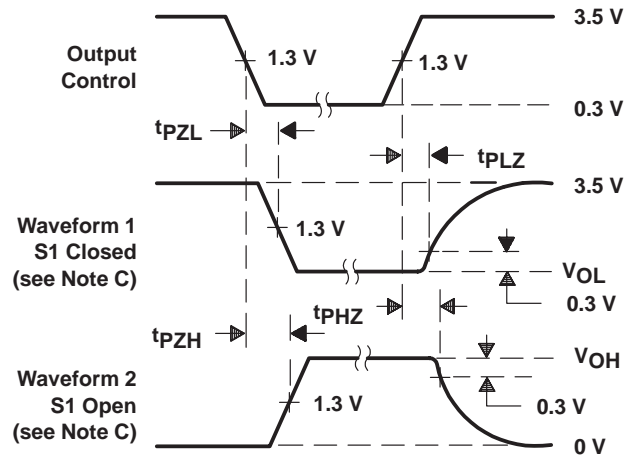 3.5 V
Output
Control
1.3 V
1.3 V
0.3 V
tPZL
tPLZ
3.5 V
Waveform 1
S1 Closed
(see Note C)
1.3 V
VOL
0.3 V
tPZH
tPHZ
VOH
Waveform 2
S1 Open
(see Note C)
1.3 V
0.3 V
0 V